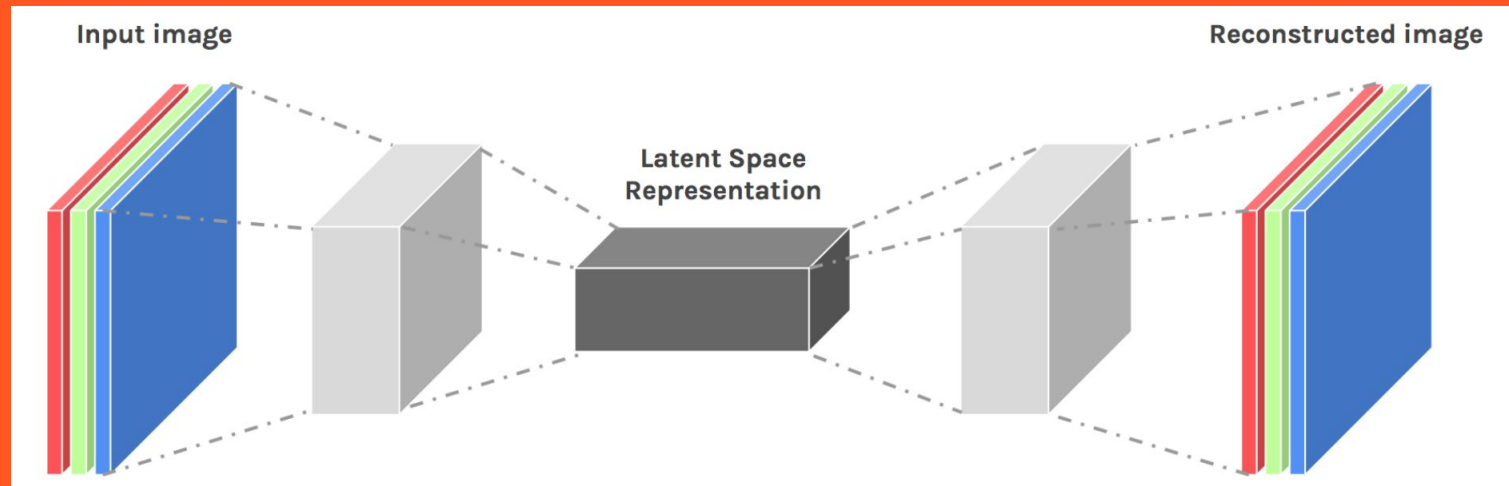 Input image
Reconstructed image
Latent Space
Representation